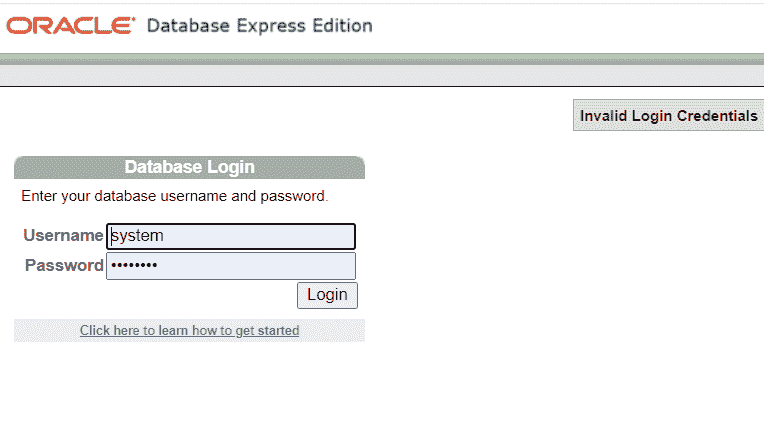 ORACLE® Database Express Edition
Invalid Login Credentials
Database Login
Enter your database username and password.
Username system
Password ••••••••
Login
Click here to learn how to get started